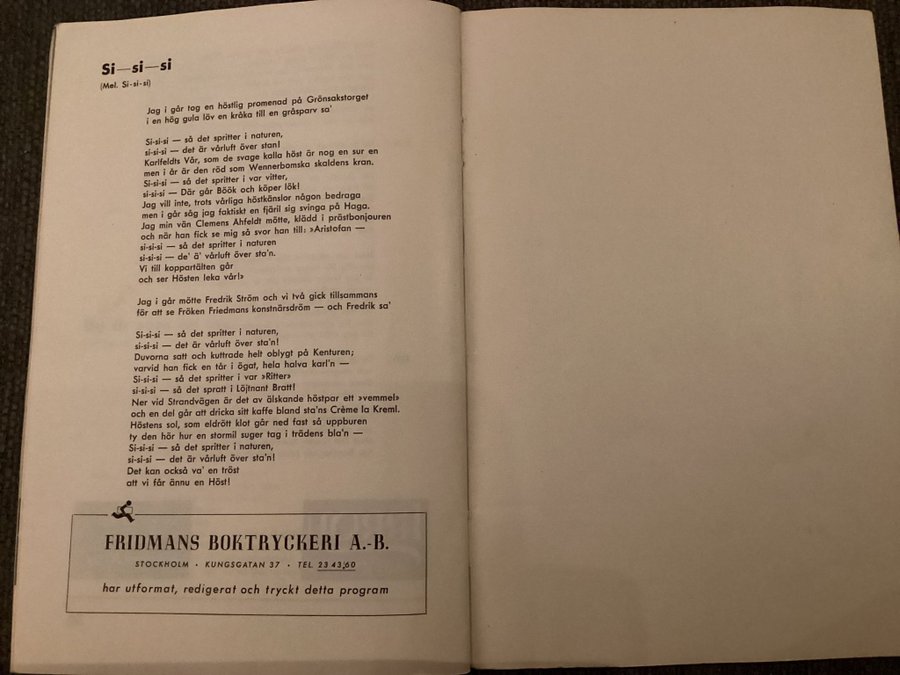 Si—si—si
(Mel. Si-si-si)
Jag i går tog en höstlig promenad på Grönsakstorget
i en hög gula löv en kråka till en gråsparv sa'
Si-si-si — så det spritter i naturen,
si-si-si — det är vårluft över stan!
Karlfeldts Vår, som de svage kalla höst är nog en sur en
men i år är den röd som Wennerbomska skaldens kran.
Si-si-si — så det spritter i var vitter,
si-si-si — Där går Böök och köper lök!
Jag vill inte, trots vårliga höstkänslor någon bedraga
men i går såg jag faktiskt en fjäril sig svinga på Haga.
Jag min vän Clemens Åhfeldt mötte, klädd i prästbonjouren
och när han fick se mig så svor han till: »Aristofan —
si-si-si — så det spritter i naturen
si-si-si — de' ä' vårluft över sta'n.
Vi till koppartälten går
och ser Hösten leka vår!»
Jag i går mötte Fredrik Ström och vi två gick tillsammans
för att se Fröken Friedmans konstnärsdröm — och Fredrik sa'
Si-si-si — så det spritter i naturen,
si-si-si — det är vårluft över sta'n!
Duvorna satt och kuttrade helt oblygt på Kenturen;
varvid han fick en tår i ögat, hela halva karl'n —
Si-si-si — så det spritter i var »Ritter»
si-si-si — så det spratt i Löjtnant Bratt!
Ner vid Strandvägen är det av älskande höstpar ett »vemmel»
och en del går att dricka sitt kaffe bland sta'ns Crème la Kreml.
Höstens sol, som eldrött klot går ned fast så uppburen
ty den hör hur en stormil suger tag i trädens bla'n —
Si-si-si — så det spritter i naturen,
si-si-si — det är vårluft över sta'n!
Det kan också va' en tröst
att vi får ännu en Höst!
FRIDMANS BOKTRYCKERI A.-B.
STOCKHOLM · KUNGSGATAN 37 · TEL. 23 43,60
har utformat, redigerat och tryckt detta program